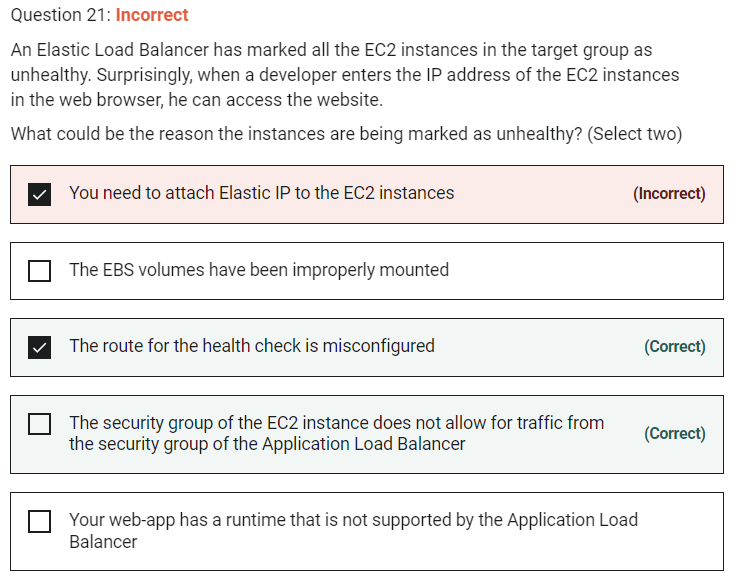 Question 21: Incorrect
An Elastic Load Balancer has marked all the EC2 instances in the target group as
unhealthy. Surprisingly, when a developer enters the IP address of the EC2 instances
in the web browser, he can access the website.
What could be the reason the instances are being marked as unhealthy? (Select two)
You need to attach Elastic IP to the EC2 instances (Incorrect)
The EBS volumes have been improperly mounted
The route for the health check is misconfigured (Correct)
The security group of the EC2 instance does not allow for traffic from
the security group of the Application Load Balancer (Correct)
Your web-app has a runtime that is not supported by the Application Load
Balancer